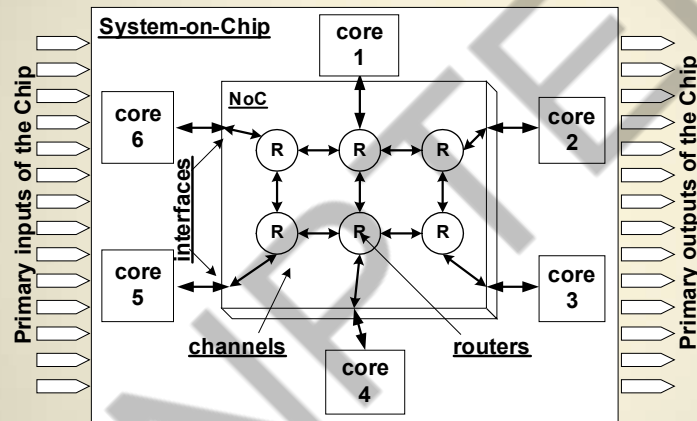 System-on-Chip
core
1
NoC
core
6
core
2
R
R
R
R
R
R
interfaces
core
5
core
3
channels
routers
core
4
Primary inputs of the Chip
Primary outputs of the Chip
NPTEL